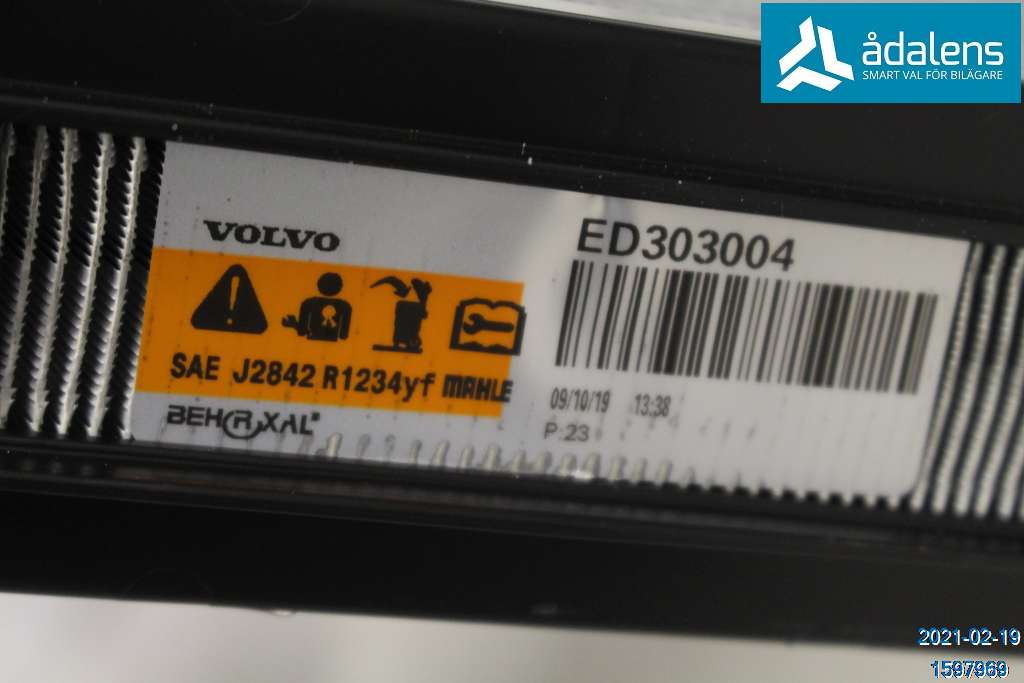 ådalens
SMART VAL FÖR BILÄGARE
VOLVO
ED303004
SAE J2842 R1234yf MAHLE
BEHR XAL
09/10/19 13:38
P:23
2021-02-19
1597969